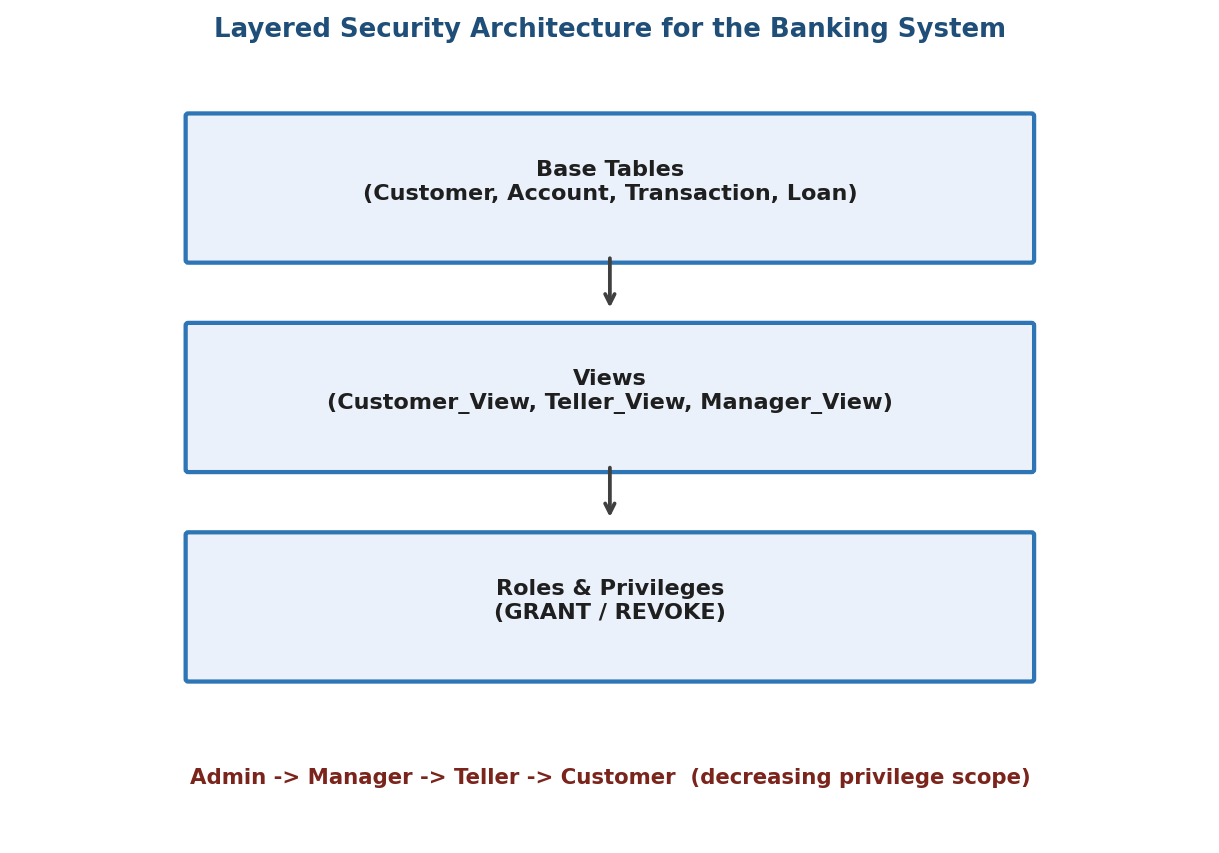 Layered Security Architecture for the Banking System
Base Tables
(Customer, Account, Transaction, Loan)
Views
(Customer_View, Teller_View, Manager_View)
Roles & Privileges
(GRANT / REVOKE)
Admin -> Manager -> Teller -> Customer  (decreasing privilege scope)